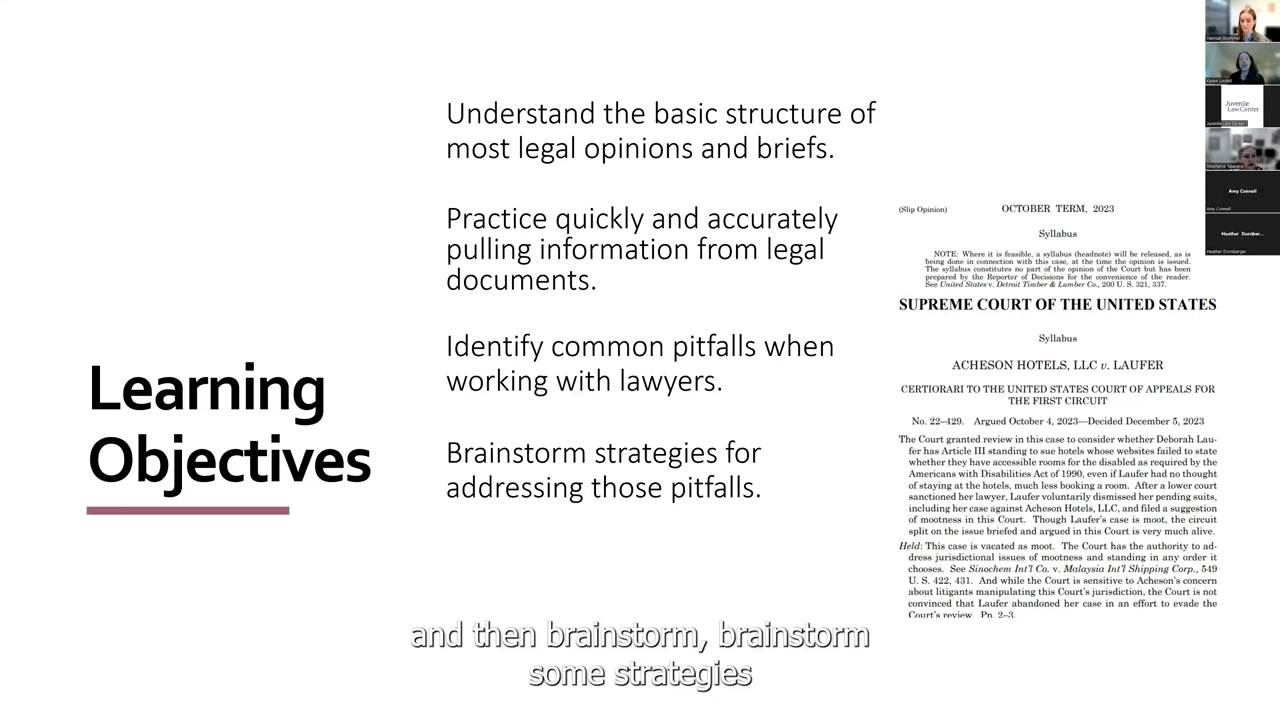 Learning
Objectives
Understand the basic structure of
most legal opinions and briefs.
Practice quickly and accurately
pulling information from legal
documents.
Identify common pitfalls when
working with lawyers.
Brainstorm strategies for
addressing those pitfalls.
(Slip Opinion) OCTOBER TERM, 2023
Syllabus
NOTE: Where it is feasible, a syllabus (headnote) will be released, as is
being done in connection with this case, at the time the opinion is issued.
The syllabus constitutes no part of the opinion of the Court but has been
prepared by the Reporter of Decisions for the convenience of the reader.
See United States v. Detroit Timber & Lumber Co., 200 U. S. 321, 337.
SUPREME COURT OF THE UNITED STATES
Syllabus
ACHESON HOTELS, LLC v. LAUFER
CERTIORARI TO THE UNITED STATES COURT OF APPEALS FOR
THE FIRST CIRCUIT
No. 22–429. Argued October 4, 2023—Decided December 5, 2023
The Court granted review in this case to consider whether Deborah Lau-
fer has Article III standing to sue hotels whose websites failed to state
whether they have accessible rooms for the disabled as required by the
Americans with Disabilities Act of 1990, even if Laufer had no thought
of staying at the hotels, much less booking a room. After a lower court
sanctioned her lawyer, Laufer voluntarily dismissed her pending suits,
including her case against Acheson Hotels, LLC, and filed a suggestion
of mootness in this Court. Though Laufer's case is moot, the circuit
split on the issue briefed and argued in this Court is very much alive.
Held: This case is vacated as moot. The Court has the authority to ad-
dress jurisdictional issues of mootness and standing in any order it
chooses. See Sinochem Int'l Co. v. Malaysia Int'l Shipping Corp., 549
U. S. 422, 431. And while the Court is sensitive to Acheson's concern
about litigants manipulating this Court's jurisdiction, the Court is not
convinced that Laufer abandoned her case in an effort to evade the
Court's review. Pp. 2–3.
Karen Lindell
Juvenile
Law Center
Juvenile Law Center
Stephanie Talavera
Amy Connell
Amy Connell
Heather Dornber...
Heather Dornberger
and then brainstorm, brainstorm
some strategies